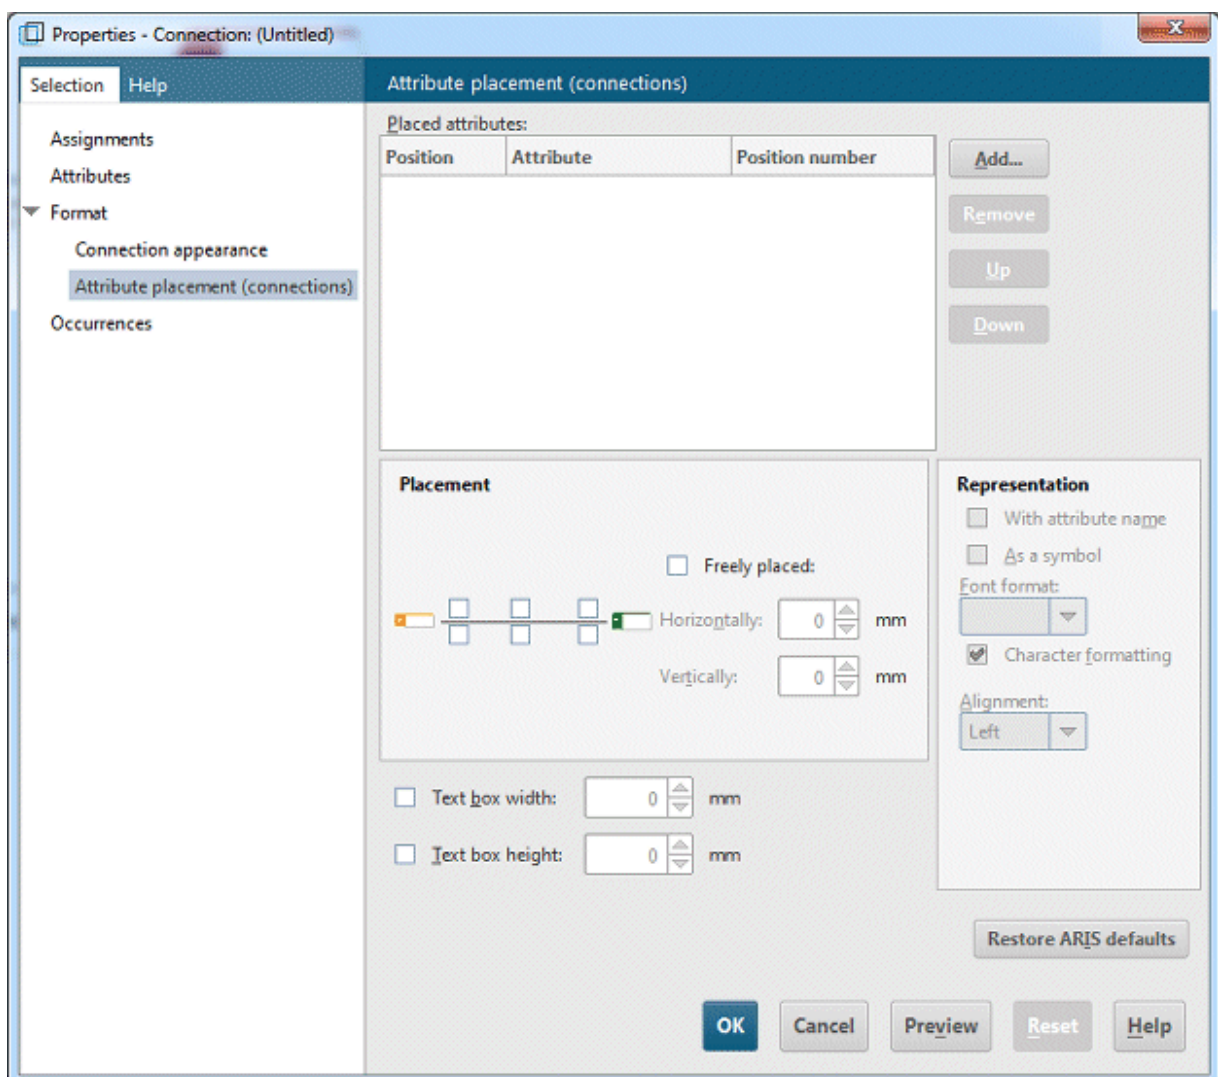 Properties - Connection: (Untitled)
Selection Help
Attribute placement (connections)
Assignments
Attributes
Format
Connection appearance
Attribute placement (connections)
Occurrences
Placed attributes:
Position Attribute Position number
Add...
Remove
Up
Down
Placement
Freely placed:
Horizontally: 0 mm
Vertically: 0 mm
Representation
With attribute name
As a symbol
Font format:
Character formatting
Alignment:
Left
Text box width: 0 mm
Text box height: 0 mm
Restore ARIS defaults
OK Cancel Preview Reset Help